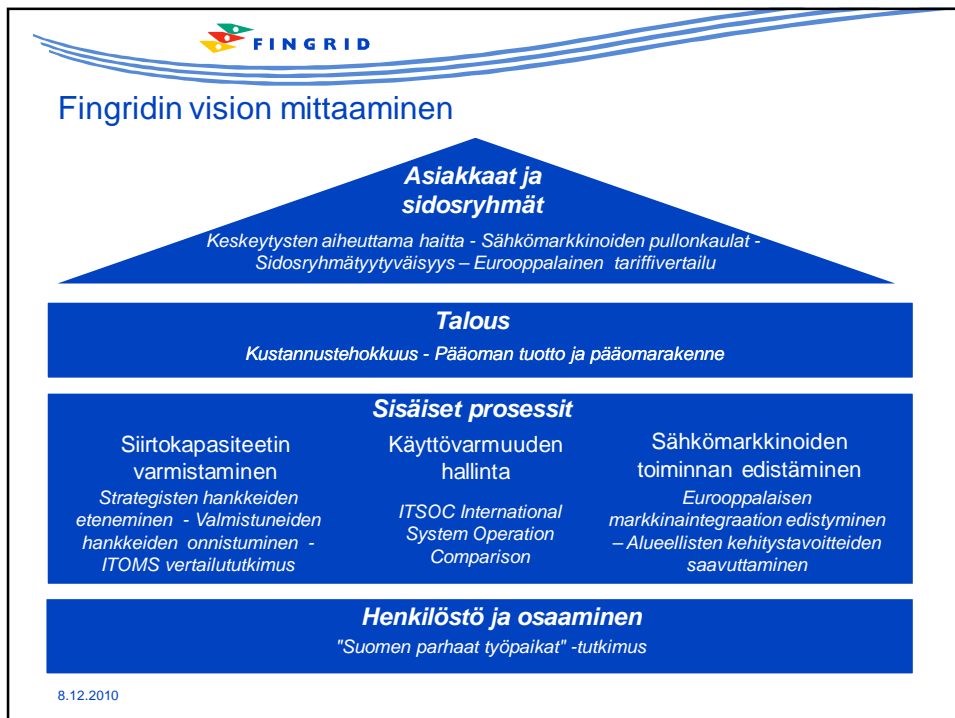 FINGRID
Fingridin vision mittaaminen
Asiakkaat ja
sidosryhmät
Keskeytysten aiheuttama haitta - Sähkömarkkinoiden pullonkaulat -
Sidosryhmätyytyväisyys – Eurooppalainen tariffivertailu
Talous
Kustannustehokkuus - Pääoman tuotto ja pääomarakenne
Sisäiset prosessit
Siirtokapasiteetin
varmistaminen
Strategisten hankkeiden
eteneminen - Valmistuneiden
hankkeiden onnistuminen -
ITOMS vertailututkimus
Käyttövarmuuden
hallinta
ITSOC International
System Operation
Comparison
Sähkömarkkinoiden
toiminnan edistäminen
Eurooppalaisen
markkinaintegraation edistyminen
– Alueellisten kehitystavoitteiden
saavuttaminen
Henkilöstö ja osaaminen
"Suomen parhaat työpaikat" -tutkimus
8.12.2010